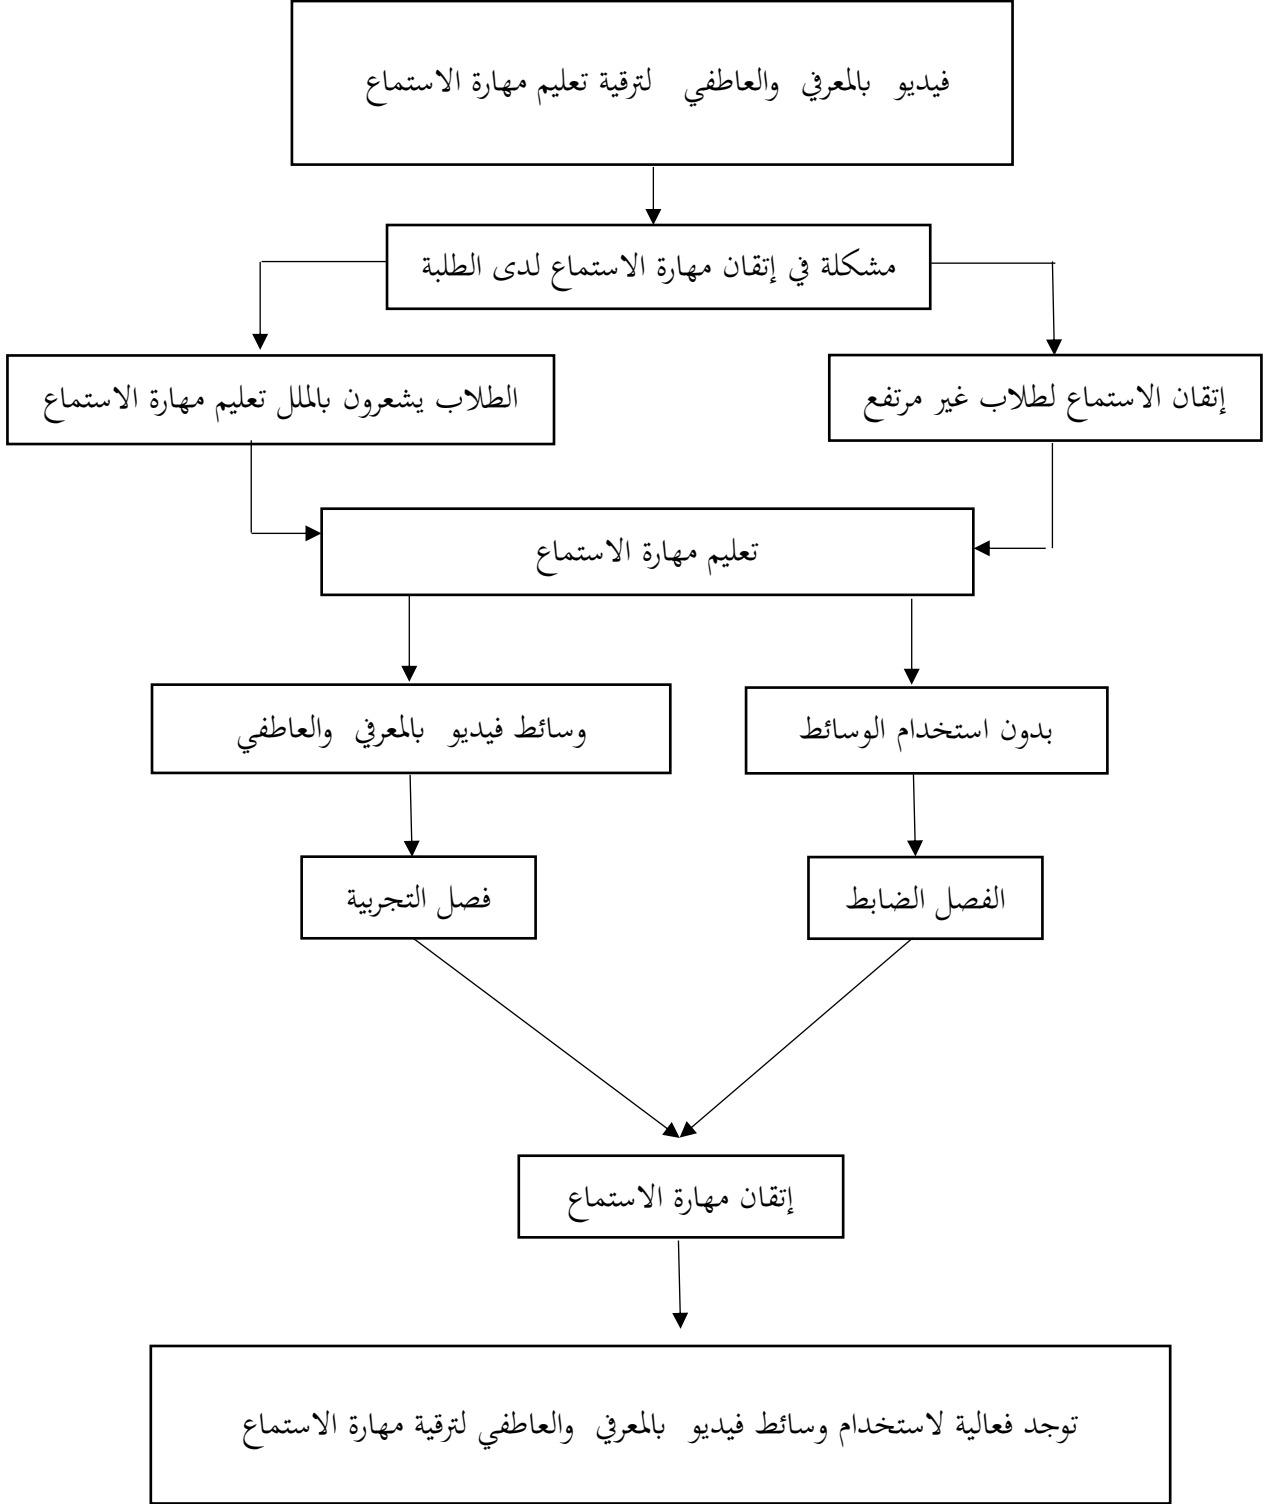 فيديو بالمعرفي والعاطفي لترقية تعليم مهارة الاستماع
مشكلة في إتقان مهارة الاستماع لدى الطلبة
إتقان الاستماع لطلاب غير مرتفع
الطلاب يشعرون بالملل تعليم مهارة الاستماع
تعليم مهارة الاستماع
بدون استخدام الوسائط
وسائط فيديو بالمعرفي والعاطفي
الفصل الضابط
فصل التجربية
إتقان مهارة الاستماع
توجد فعالية لاستخدام وسائط فيديو بالمعرفي والعاطفي لترقية مهارة الاستماع